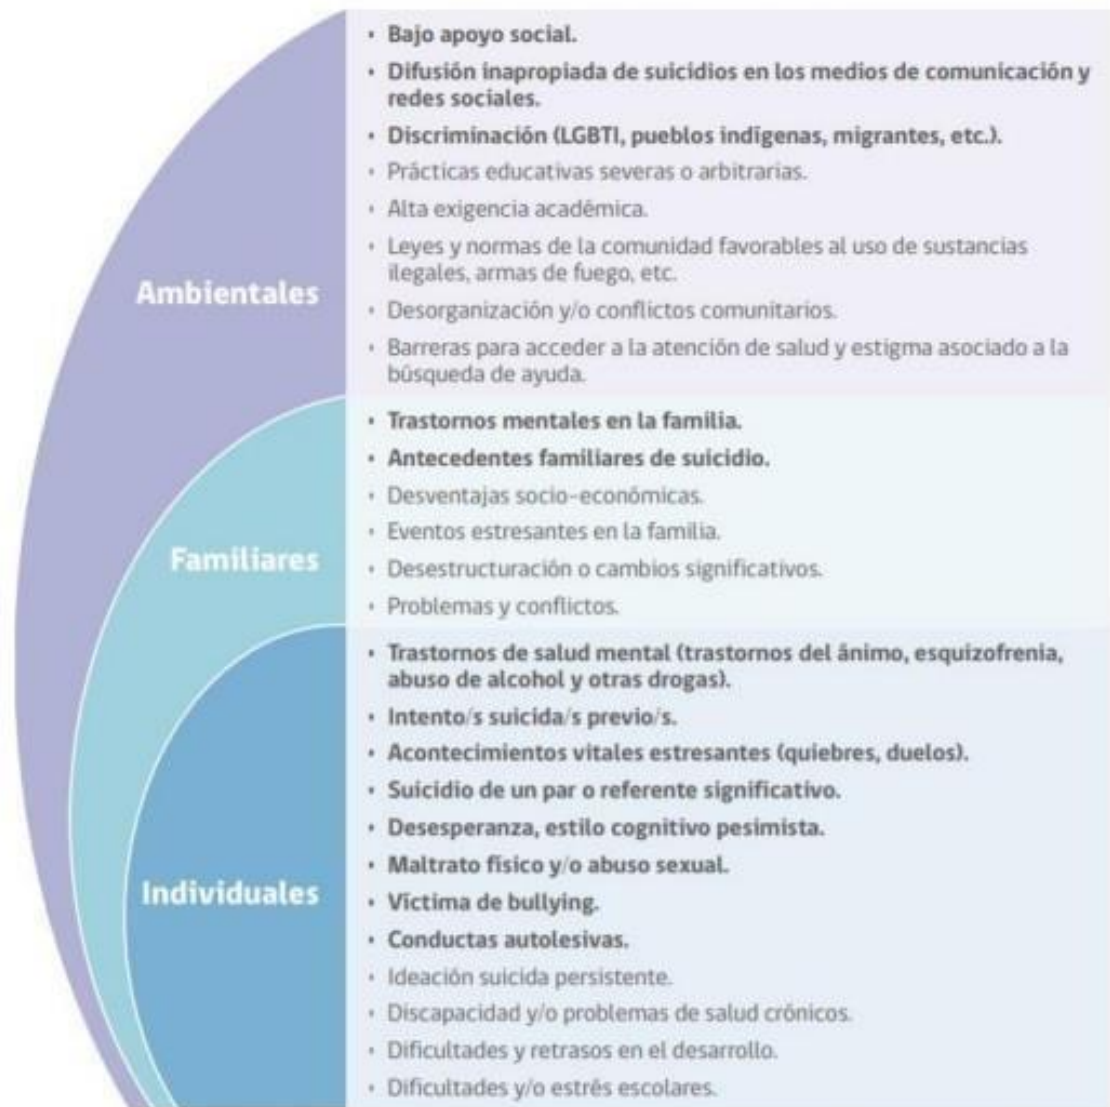 Ambientales
• Bajo apoyo social.
• Difusión inapropiada de suicidios en los medios de comunicación y
redes sociales.
• Discriminación (LGBTI, pueblos indígenas, migrantes, etc.).
• Prácticas educativas severas o arbitrarias.
• Alta exigencia académica.
• Leyes y normas de la comunidad favorables al uso de sustancias
ilegales, armas de fuego, etc.
• Desorganización y/o conflictos comunitarios.
• Barreras para acceder a la atención de salud y estigma asociado a la
búsqueda de ayuda.
Familiares
• Trastornos mentales en la familia.
• Antecedentes familiares de suicidio.
• Desventajas socio-económicas.
• Eventos estresantes en la familia.
• Desestructuración o cambios significativos.
• Problemas y conflictos.
Individuales
• Trastornos de salud mental (trastornos del ánimo, esquizofrenia,
abuso de alcohol y otras drogas).
• Intento/s suicida/s previo/s.
• Acontecimientos vitales estresantes (quiebres, duelos).
• Suicidio de un par o referente significativo.
• Desesperanza, estilo cognitivo pesimista.
• Maltrato físico y/o abuso sexual.
• Víctima de bullying.
• Conductas autolesivas.
• Ideación suicida persistente.
• Discapacidad y/o problemas de salud crónicos.
• Dificultades y retrasos en el desarrollo.
• Dificultades y/o estrés escolares.